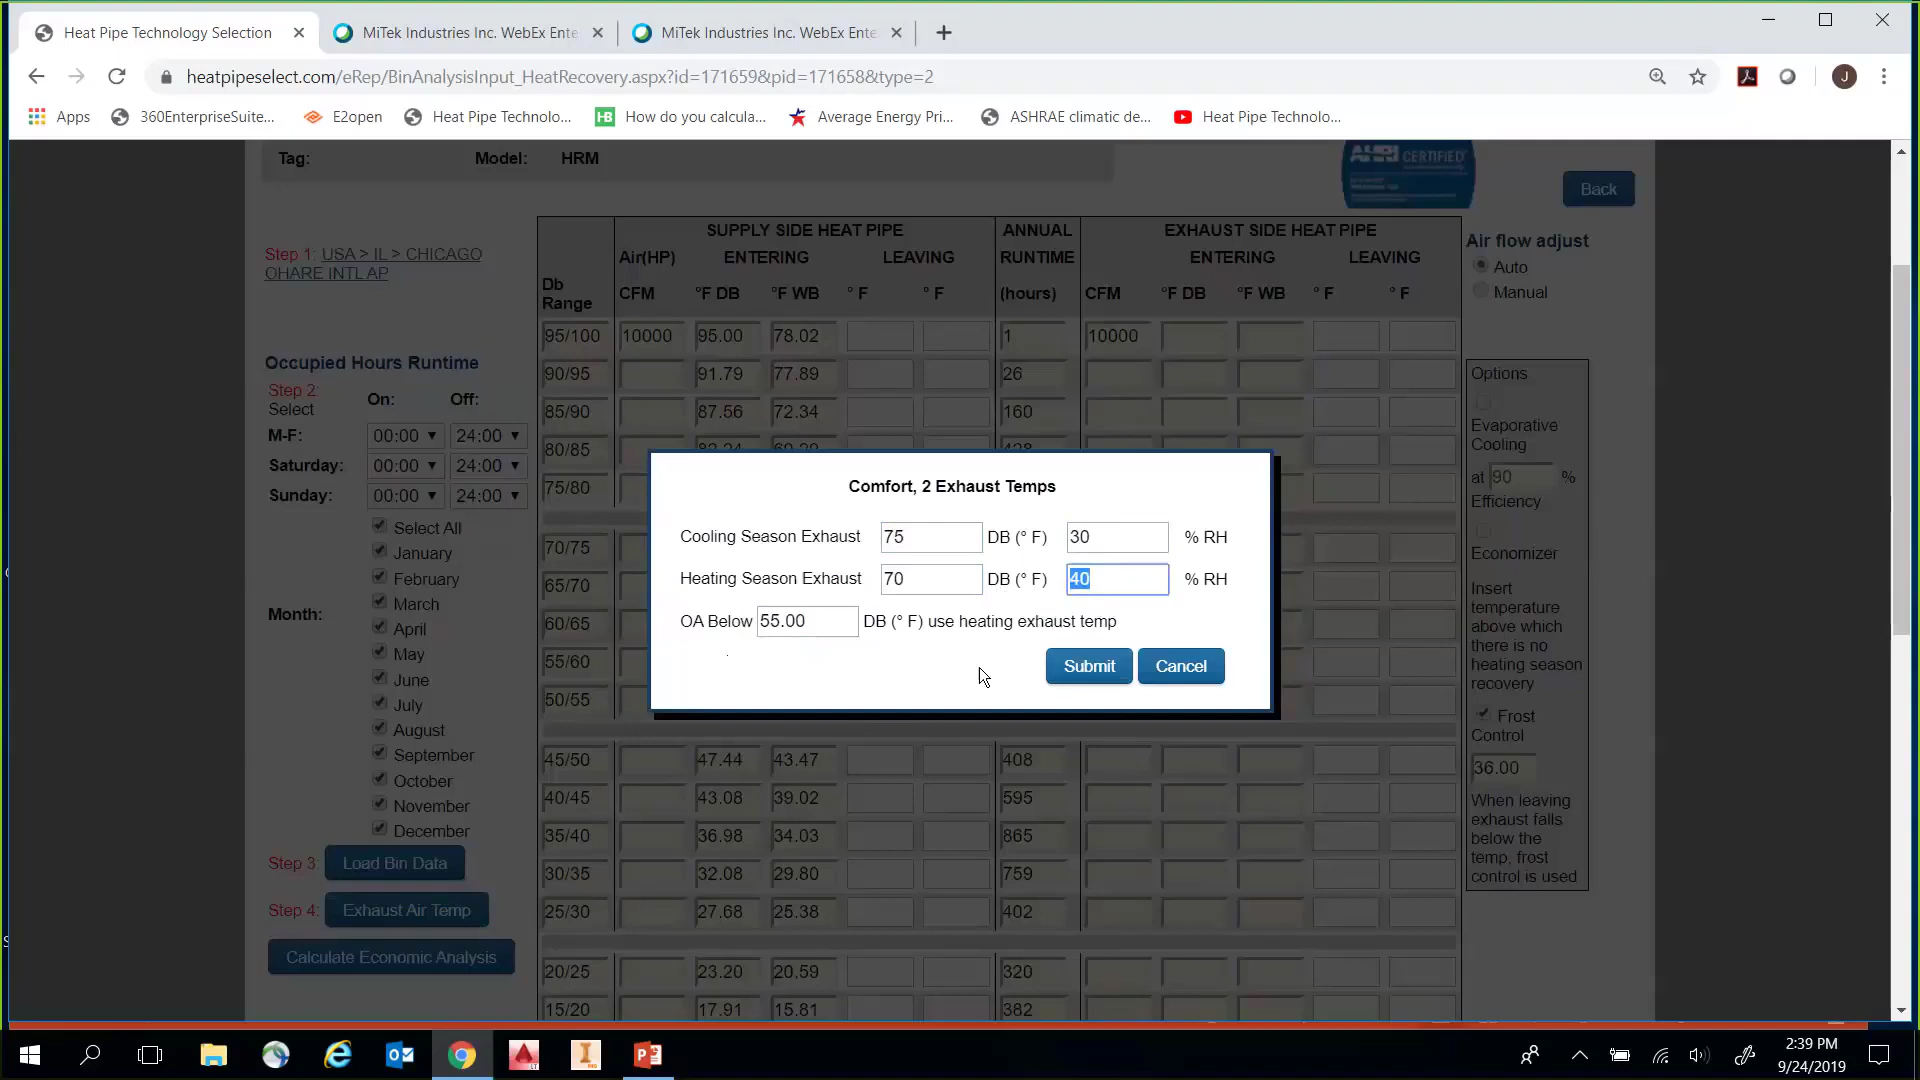 Heat Pipe Technology Selection
MiTek Industries Inc. WebEx Ente
MiTek Industries Inc. WebEx Ente
heatpipeselect.com/eRep/BinAnalysisInput_HeatRecovery.aspx?id=171659&pid=171658&type=2
J
Apps
360EnterpriseSuite...
E2open
Heat Pipe Technolo...
HB
How do you calcula...
Average Energy Pri...
ASHRAE climatic de...
Heat Pipe Technolo...
Tag:
Model:
HRM
CERTIFIED
Back
Step 1: USA > IL > CHICAGO
OHARE INTL AP
SUPPLY SIDE HEAT PIPE
ANNUAL
EXHAUST SIDE HEAT PIPE
Air(HP)
ENTERING
LEAVING
RUNTIME
ENTERING
LEAVING
Db
Range
CFM
°F DB
°F WB
° F
° F
(hours)
CFM
°F DB
°F WB
° F
° F
95/100 10000 95.00 78.02 1 10000
90/95 91.79 77.89 26
85/90 87.56 72.34 160
80/85
75/80
70/75
65/70
60/65
55/60
50/55
45/50 47.44 43.47 408
40/45 43.08 39.02 595
35/40 36.98 34.03 865
30/35 32.08 29.80 759
25/30 27.68 25.38 402
20/25 23.20 20.59 320
15/20 17.91 15.81 382
Air flow adjust
Auto
Manual
Occupied Hours Runtime
Step 2:
Select
On:
Off:
M-F:
00:00
24:00
Saturday:
00:00
24:00
Sunday:
00:00
24:00
Select All
January
February
March
Month:
April
May
June
July
August
September
October
November
December
Step 3:
Load Bin Data
Step 4:
Exhaust Air Temp
Calculate Economic Analysis
Comfort, 2 Exhaust Temps
Cooling Season Exhaust 75 DB (° F) 30 % RH
Heating Season Exhaust 70 DB (° F) 40 % RH
OA Below 55.00 DB (° F) use heating exhaust temp
Submit
Cancel
Options
Evaporative
Cooling
at 90 %
Efficiency
Economizer
Insert
temperature
above which
there is no
heating season
recovery
Frost
Control
36.00
When leaving
exhaust falls
below the
temp, frost
control is used
2:39 PM
9/24/2019